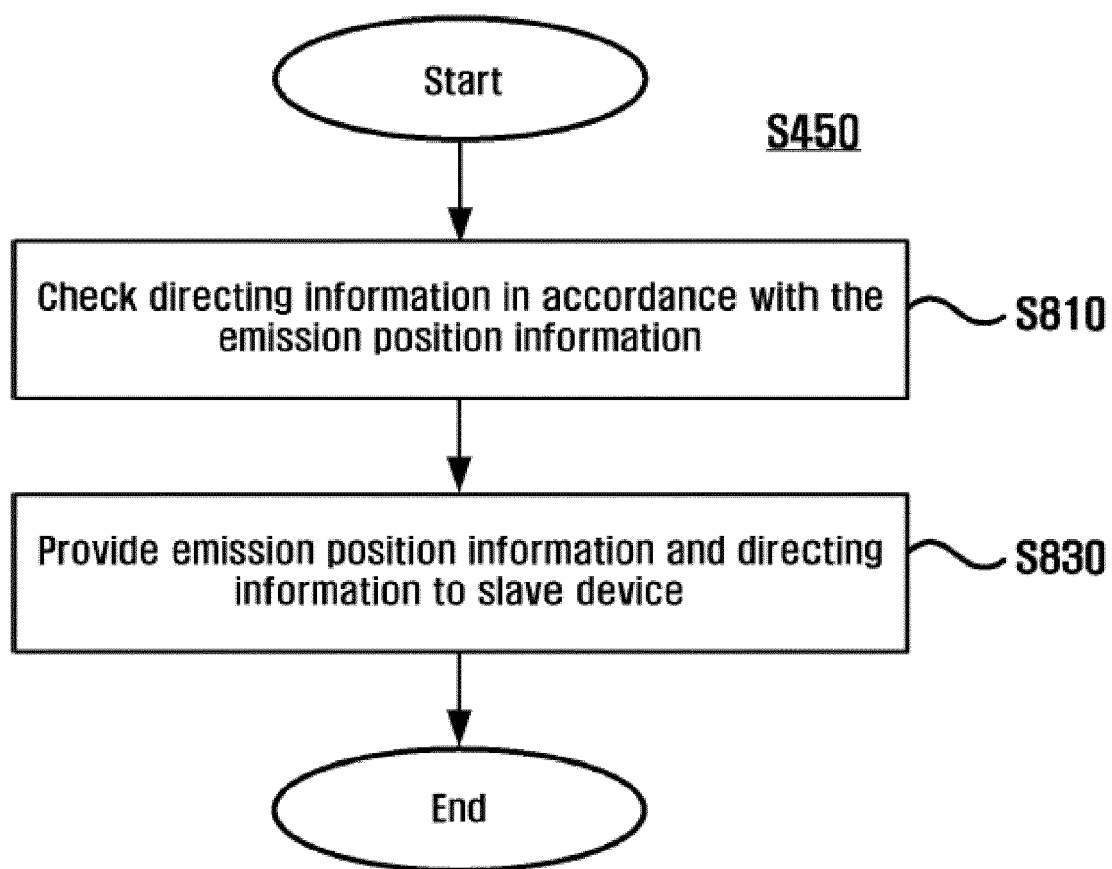 Start
S450
Check directing information in accordance with the
emission position information
S810
Provide emission position information and directing
information to slave device
S830
End